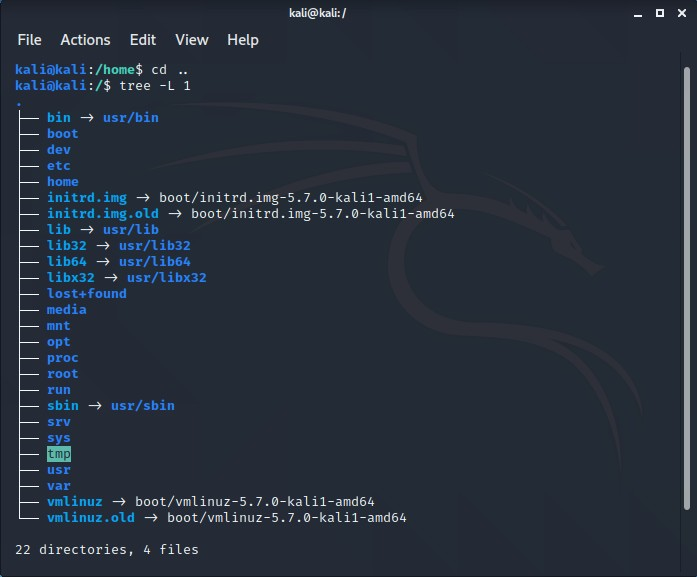 kali@kali: /
File Actions Edit View Help
kali@kali:/home$ cd ..
kali@kali:/$ tree -L 1
.
├── bin → usr/bin
├── boot
├── dev
├── etc
├── home
├── initrd.img → boot/initrd.img-5.7.0-kali1-amd64
├── initrd.img.old → boot/initrd.img-5.7.0-kali1-amd64
├── lib → usr/lib
├── lib32 → usr/lib32
├── lib64 → usr/lib64
├── libx32 → usr/libx32
├── lost+found
├── media
├── mnt
├── opt
├── proc
├── root
├── run
├── sbin → usr/sbin
├── srv
├── sys
├── tmp
├── usr
├── var
├── vmlinuz → boot/vmlinuz-5.7.0-kali1-amd64
└── vmlinuz.old → boot/vmlinuz-5.7.0-kali1-amd64
22 directories, 4 files